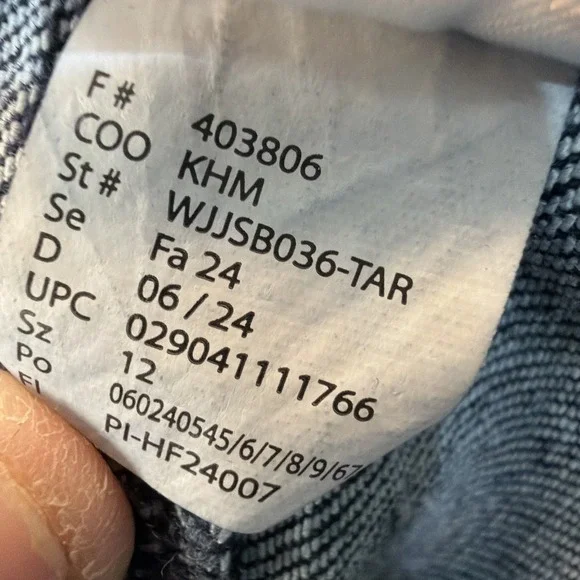 F # 403806
COO KHM
St # WJJSB036-TAR
Se Fa 24
D 06 / 24
UPC 029041111766
Sz 12
Po 060240545/6/7/8/9/67
PI-HF24007